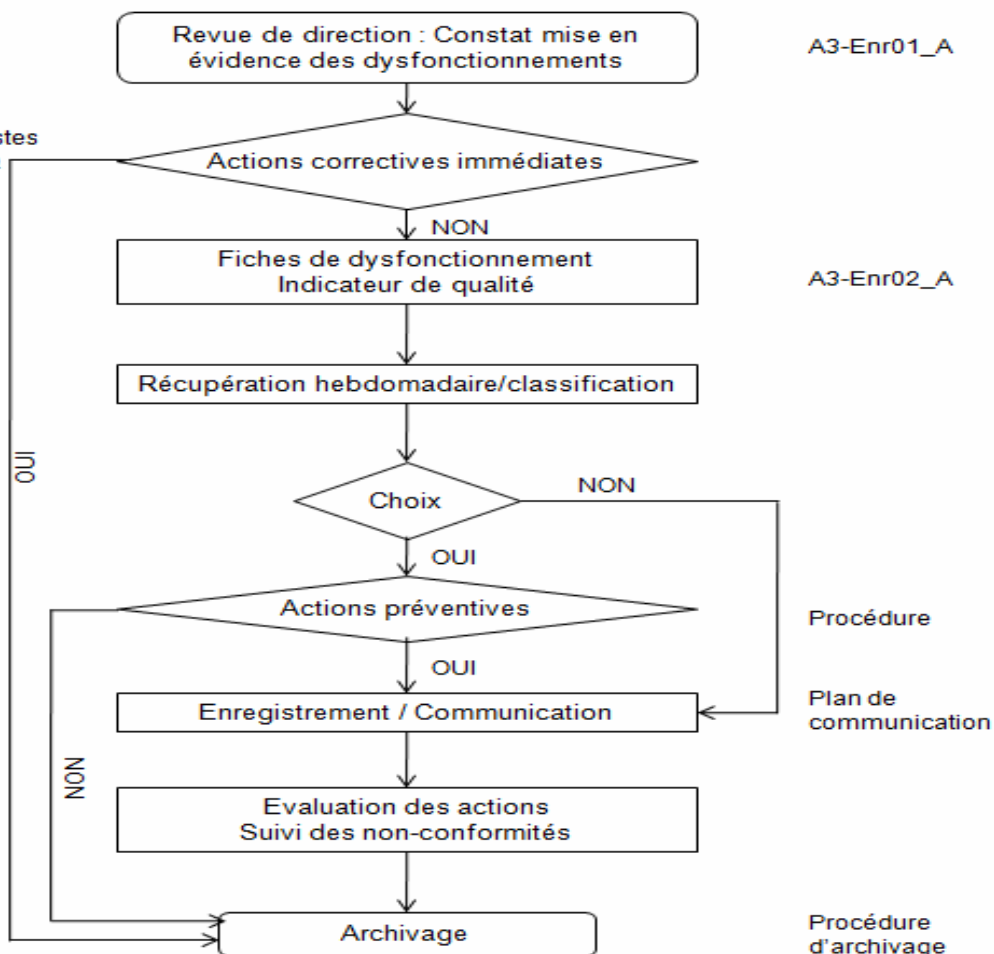 Revue de direction : Constat mise en
évidence des dysfonctionnements
A3-Enr01_A
Actions correctives immédiates
NON
Fiches de dysfonctionnement
Indicateur de qualité
A3-Enr02_A
Récupération hebdomadaire/classification
OUI
Choix
NON
OUI
Actions préventives
Procédure
OUI
Enregistrement / Communication
Plan de
communication
NON
Evaluation des actions
Suivi des non-conformités
Archivage
Procédure
d'archivage